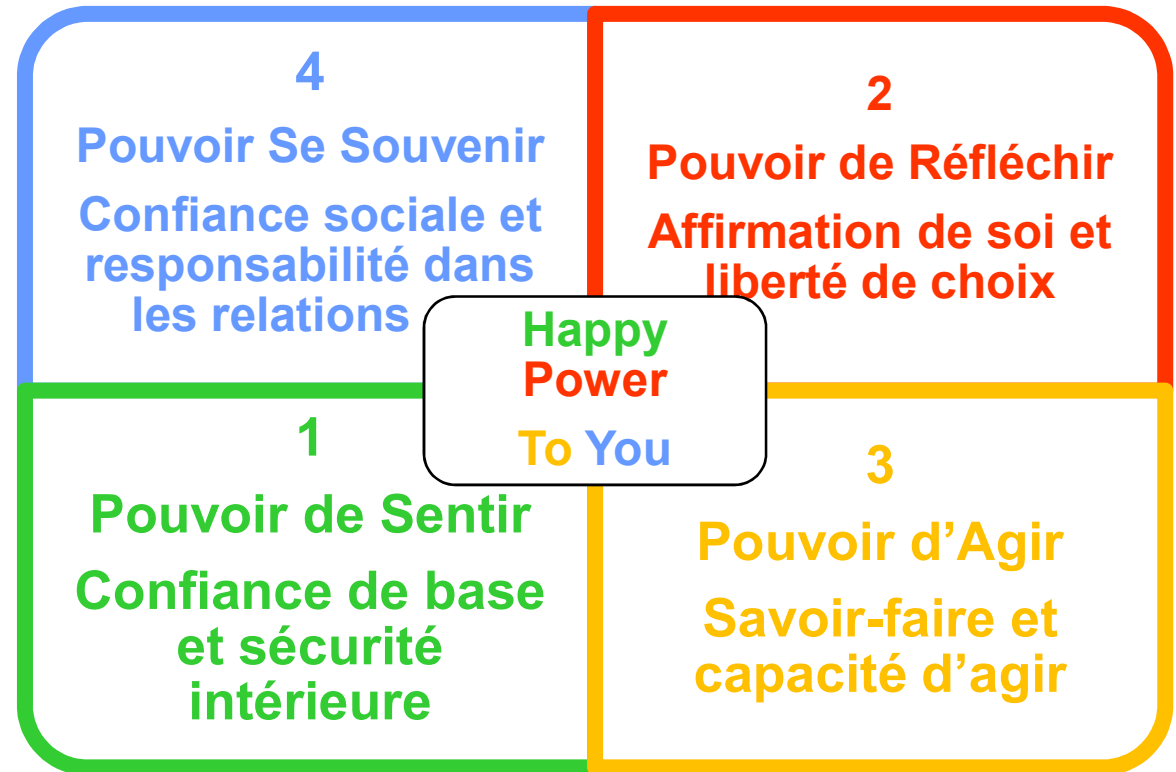 4
Pouvoir Se Souvenir
Confiance sociale et
responsabilité dans
les relations
2
Pouvoir de Réfléchir
Affirmation de soi et
liberté de choix
Happy
Power
To You
1
Pouvoir de Sentir
Confiance de base
et sécurité
intérieure
3
Pouvoir d’Agir
Savoir-faire et
capacité d’agir